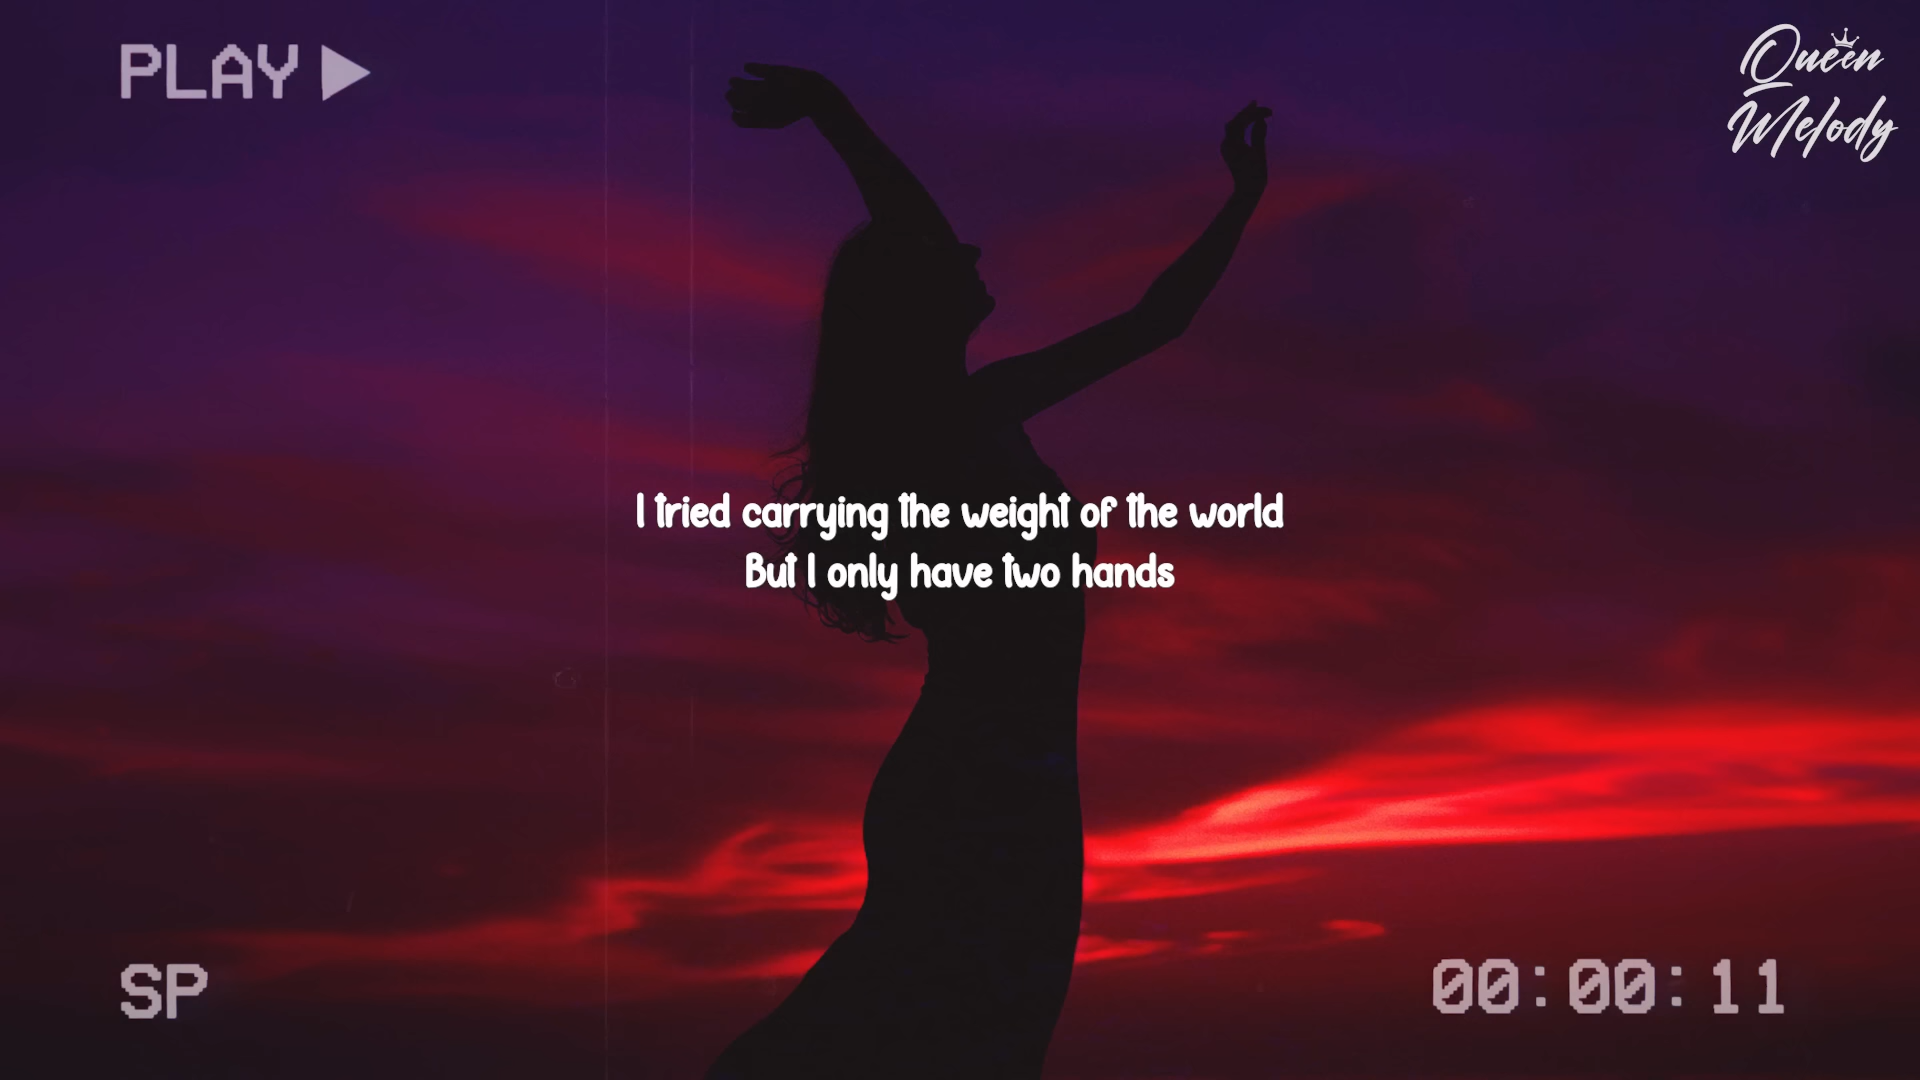 PLAY
Queen
Melody
I tried carrying the weight of the world
But I only have two hands
SP
00:00:11